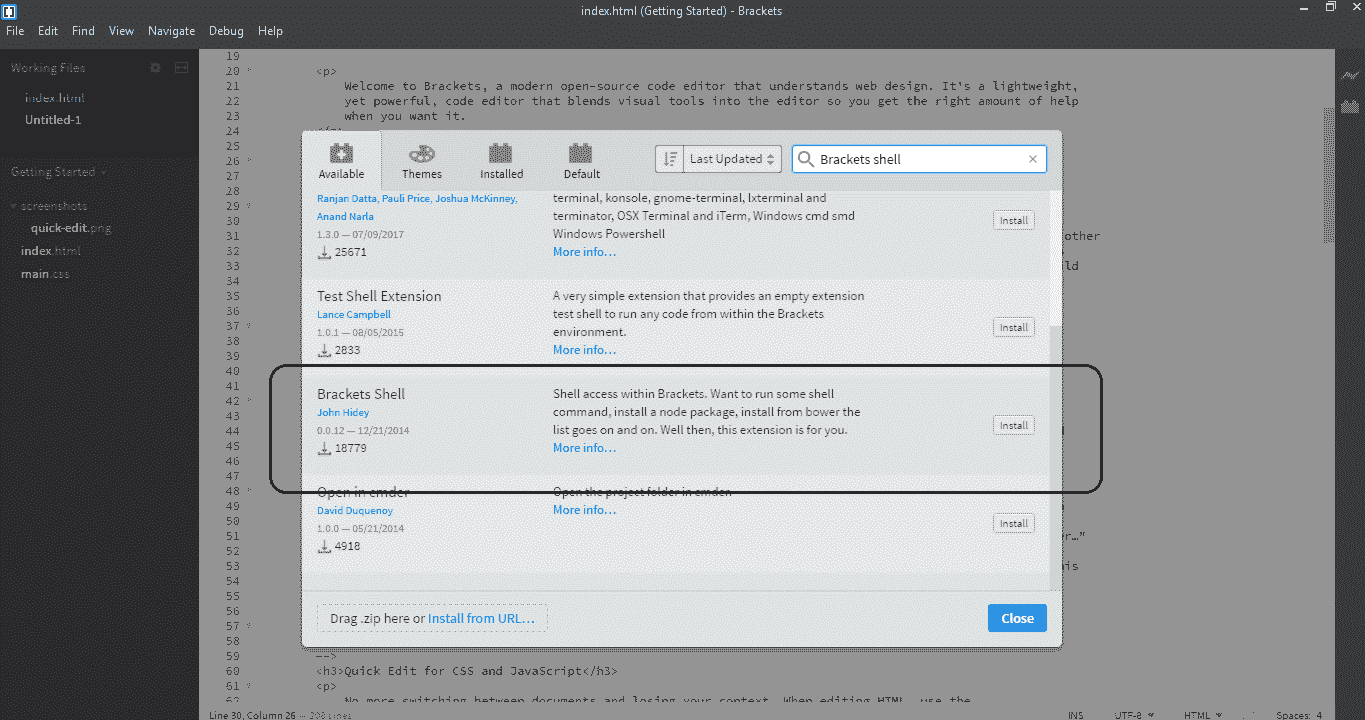 index.html (Getting Started) - Brackets
File Edit Find View Navigate Debug Help
Working Files
index.html
Untitled-1
Getting Started
screenshots
quick-edit.png
index.html
main.css
19
20 <p>
21 Welcome to Brackets, a modern open-source code editor that understands web design. It's a lightweight,
22 yet powerful, code editor that blends visual tools into the editor so you get the right amount of help
23 when you want it.
24
25
26
27
28
29
30
31 other
32
33 ld
34
35
36
37
38
39
40
41
42
43
44
45
46
47
48
49
50
51 r…"
52
53 is
54
55
56
57
58
59 -->
60 <h3>Quick Edit for CSS and JavaScript</h3>
61 <p>
62 No more switching between documents and losing your context. When editing HTML, use the
Available
Themes
Installed
Default
Last Updated
Brackets shell
Ranjan Datta, Pauli Price, Joshua McKinney,
Anand Narla
1.3.0 — 07/09/2017
25671
terminal, konsole, gnome-terminal, lxterminal and
terminator, OSX Terminal and iTerm, Windows cmd smd
Windows Powershell
More info…
Install
Test Shell Extension
Lance Campbell
1.0.1 — 08/05/2015
2833
A very simple extension that provides an empty extension
test shell to run any code from within the Brackets
environment.
More info…
Install
Brackets Shell
John Hidey
0.0.12 — 12/21/2014
18779
Shell access within Brackets. Want to run some shell
command, install a node package, install from bower the
list goes on and on. Well then, this extension is for you.
More info…
Install
Open in cmder
David Duquenoy
1.0.0 — 05/21/2014
4918
Open the project folder in cmder.
More info…
Install
Drag .zip here or Install from URL…
Close
Line 30, Column 26
INS UTF-8 HTML Spaces: 4